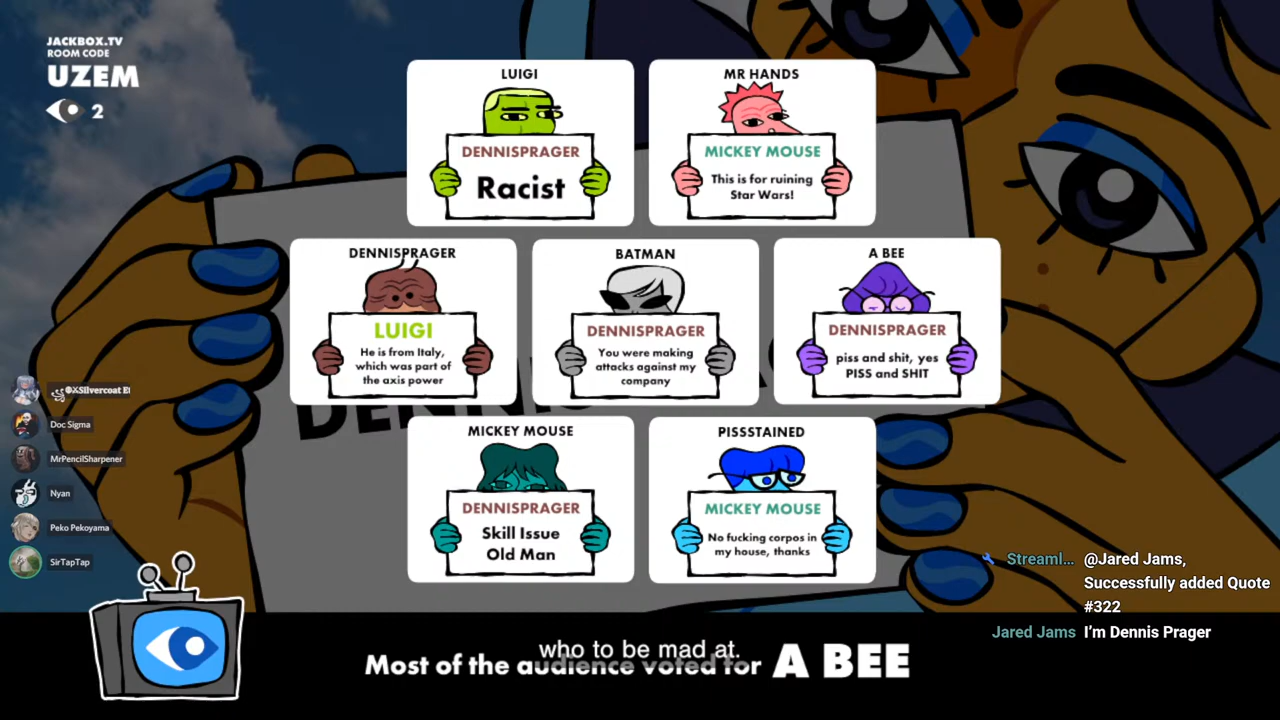 JACKBOX.TV
ROOM CODE
UZEM
2
LUIGI
DENNISPRAGER
Racist
MR HANDS
MICKEY MOUSE
This is for ruining
Star Wars!
DENNISPRAGER
LUIGI
He is from Italy,
which was part of
the axis power
BATMAN
DENNISPRAGER
You were making
attacks against my
company
A BEE
DENNISPRAGER
piss and shit, yes
PISS and SHIT
MICKEY MOUSE
DENNISPRAGER
Skill Issue
Old Man
PISSSTAINED
MICKEY MOUSE
No fucking corpos in
my house, thanks
Doc Sigma
MrPencilSharpener
Nyan
Peko Pekoyama
SirTapTap
Streaml... @Jared Jams,
Successfully added Quote
#322
Jared Jams I'm Dennis Prager
who to be mad at.
Most of the audience voted for A BEE